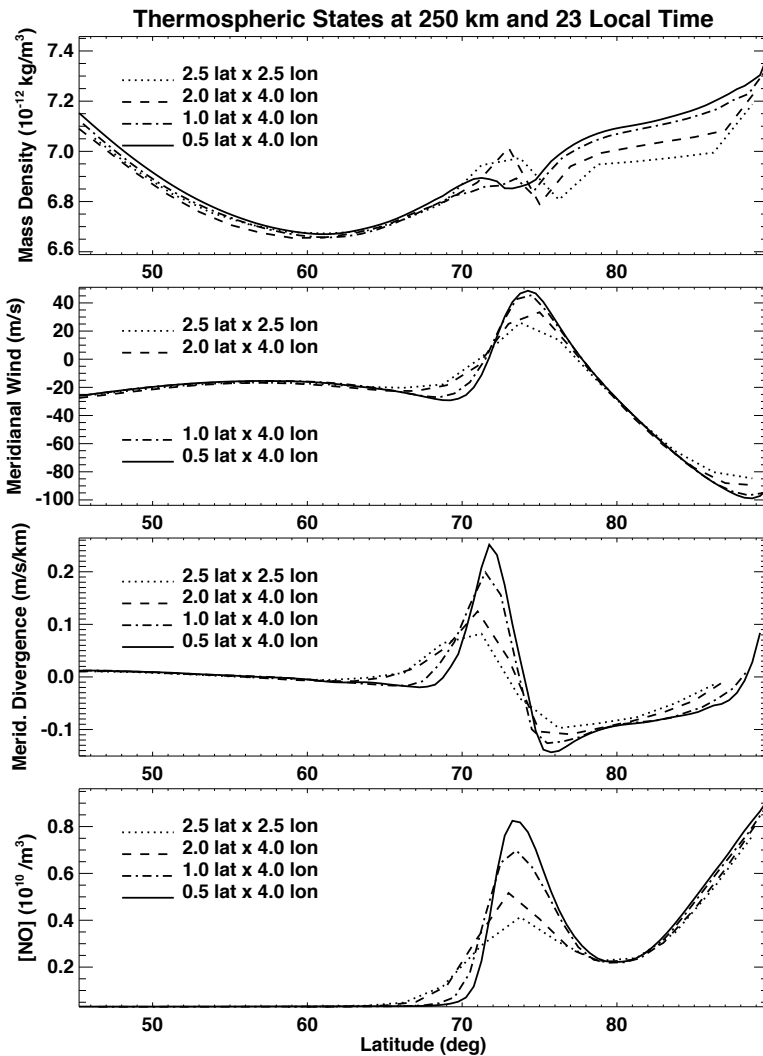 Thermospheric States at 250 km and 23 Local Time
Mass Density (10⁻¹² kg/m³)
7.4
7.2
7.0
6.8
6.6
2.5 lat x 2.5 lon
2.0 lat x 4.0 lon
1.0 lat x 4.0 lon
0.5 lat x 4.0 lon
50 60 70 80
Meridianal Wind (m/s)
40
20
0
-20
-40
-60
-80
-100
2.5 lat x 2.5 lon
2.0 lat x 4.0 lon
1.0 lat x 4.0 lon
0.5 lat x 4.0 lon
50 60 70 80
Merid. Divergence (m/s/km)
0.2
0.1
0.0
-0.1
2.5 lat x 2.5 lon
2.0 lat x 4.0 lon
1.0 lat x 4.0 lon
0.5 lat x 4.0 lon
50 60 70 80
[NO] (10¹⁰ /m³)
0.8
0.6
0.4
0.2
2.5 lat x 2.5 lon
2.0 lat x 4.0 lon
1.0 lat x 4.0 lon
0.5 lat x 4.0 lon
50 60 70 80
Latitude (deg)